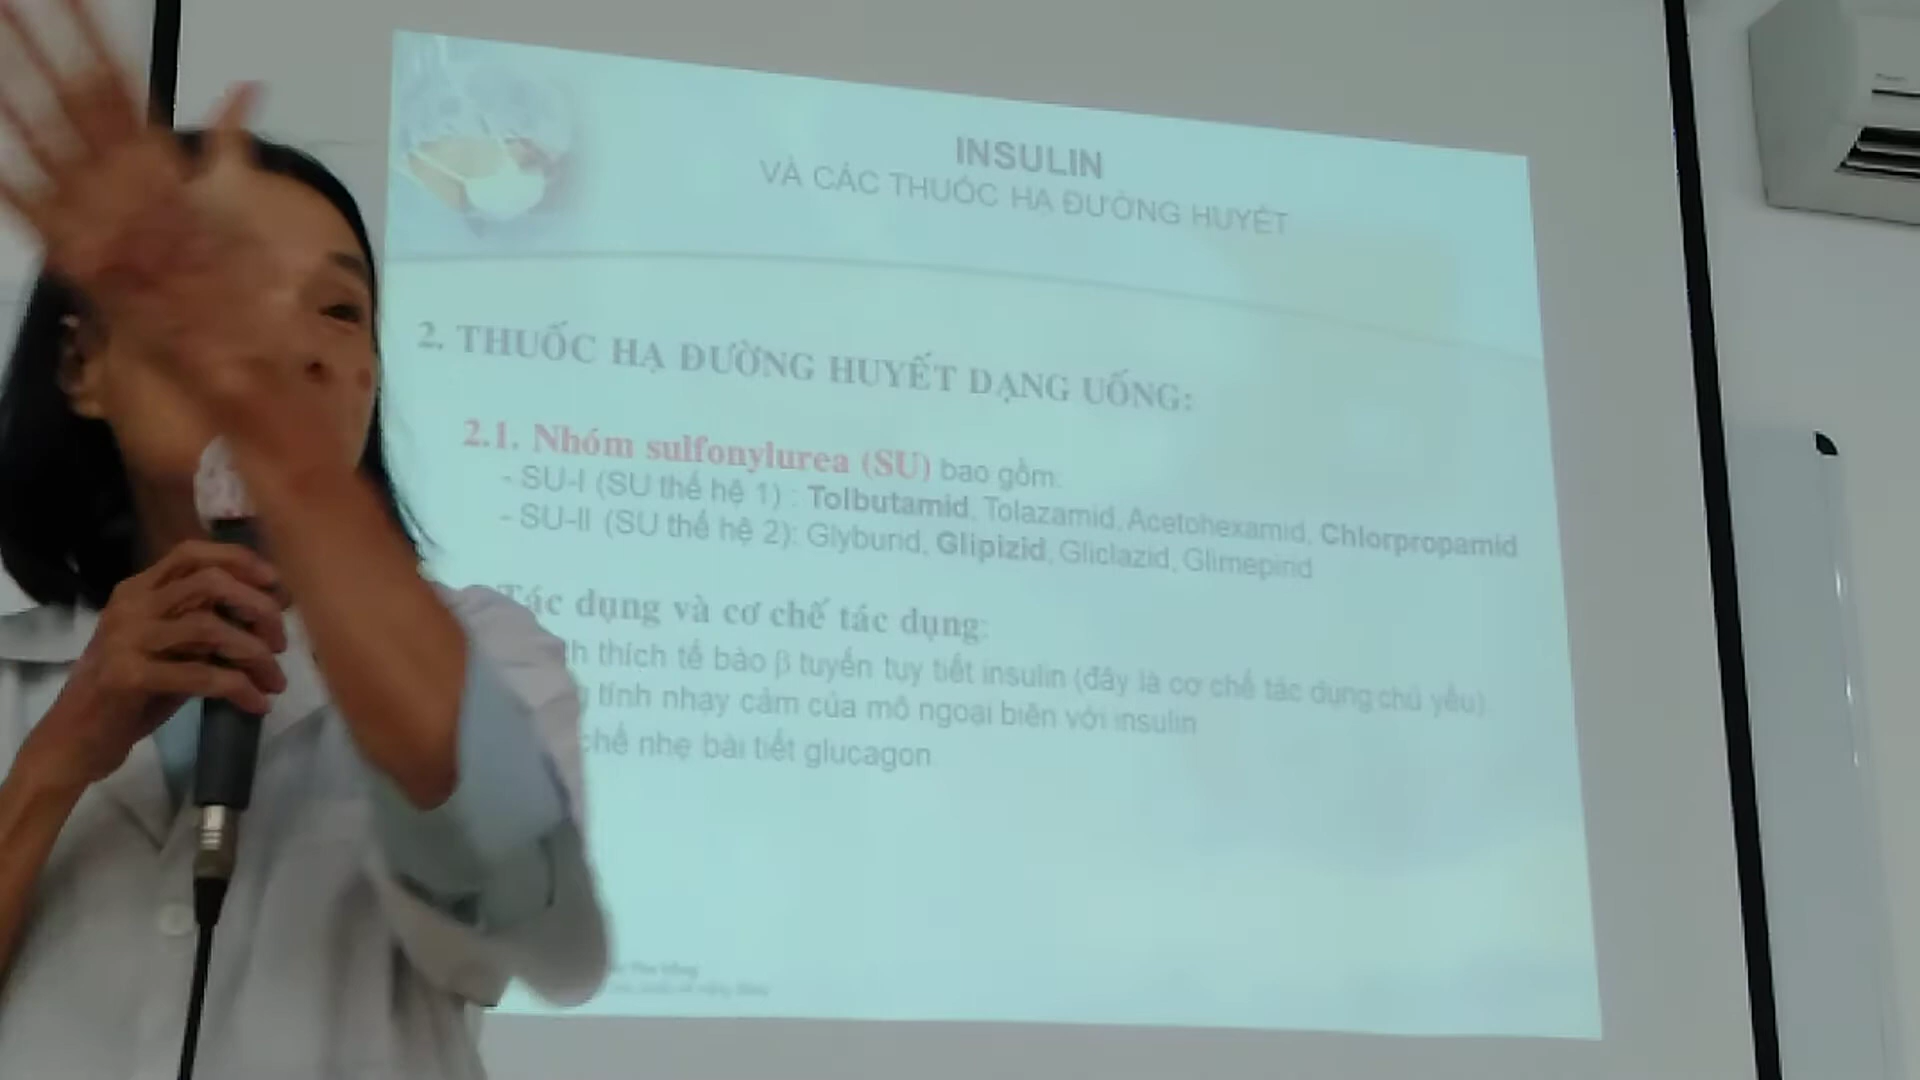 INSULIN
VÀ CÁC THUỐC HẠ ĐƯỜNG HUYẾT
2. THUỐC HẠ ĐƯỜNG HUYẾT DẠNG UỐNG:
2.1. Nhóm sulfonylurea (SU) bao gồm:
- SU-I (SU thế hệ 1) : Tolbutamid, Tolazamid, Acetohexamid, Chlorpropamid
- SU-II (SU thế hệ 2): Glybund, Glipizid, Gliclazid, Glimepirid
Tác dụng và cơ chế tác dụng:
thích tế bào β tuyến tụy tiết insulin (đây là cơ chế tác dụng chủ yếu).
tính nhạy cảm của mô ngoại biên với insulin
chế nhẹ bài tiết glucagon